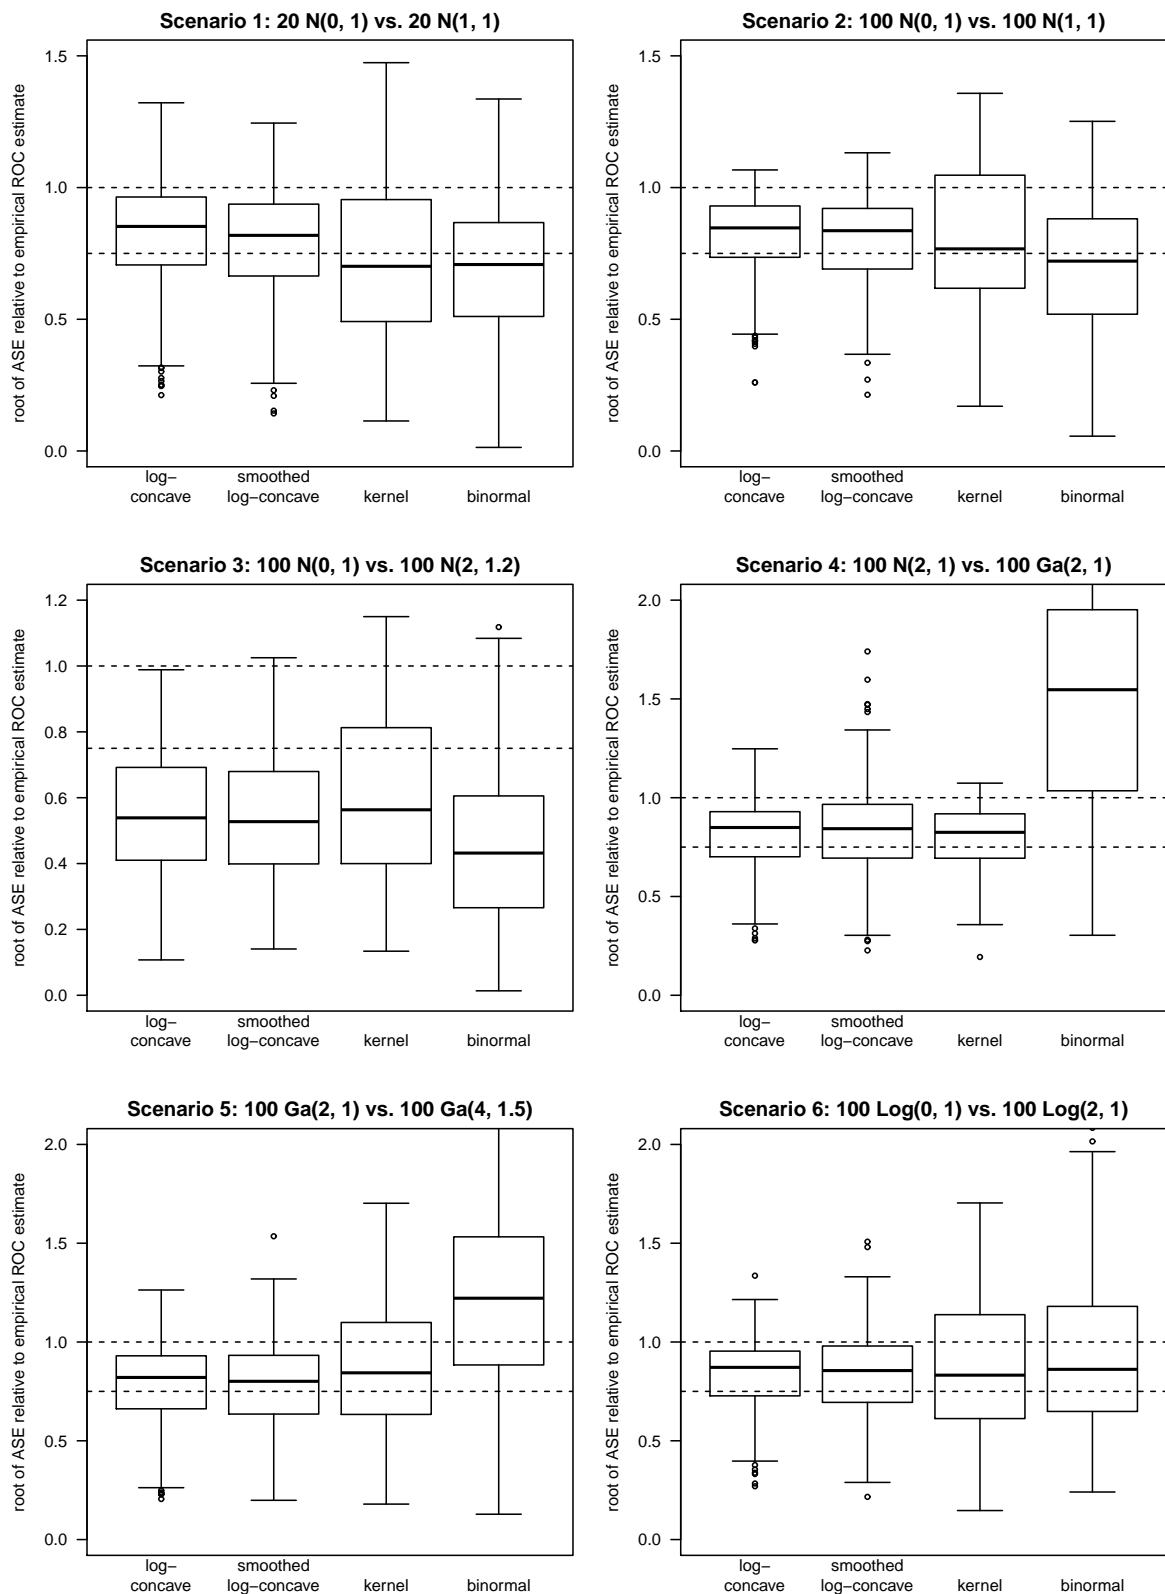 Scenario 1: 20 N(0, 1) vs. 20 N(1, 1)
root of ASE relative to empirical ROC estimate
1.5
1.0
0.5
0.0
log−
concave
smoothed
log−concave
kernel
binormal
Scenario 2: 100 N(0, 1) vs. 100 N(1, 1)
root of ASE relative to empirical ROC estimate
1.5
1.0
0.5
0.0
log−
concave
smoothed
log−concave
kernel
binormal
Scenario 3: 100 N(0, 1) vs. 100 N(2, 1.2)
root of ASE relative to empirical ROC estimate
1.2
1.0
0.8
0.6
0.4
0.2
0.0
log−
concave
smoothed
log−concave
kernel
binormal
Scenario 4: 100 N(2, 1) vs. 100 Ga(2, 1)
root of ASE relative to empirical ROC estimate
2.0
1.5
1.0
0.5
0.0
log−
concave
smoothed
log−concave
kernel
binormal
Scenario 5: 100 Ga(2, 1) vs. 100 Ga(4, 1.5)
root of ASE relative to empirical ROC estimate
2.0
1.5
1.0
0.5
0.0
log−
concave
smoothed
log−concave
kernel
binormal
Scenario 6: 100 Log(0, 1) vs. 100 Log(2, 1)
root of ASE relative to empirical ROC estimate
2.0
1.5
1.0
0.5
0.0
log−
concave
smoothed
log−concave
kernel
binormal